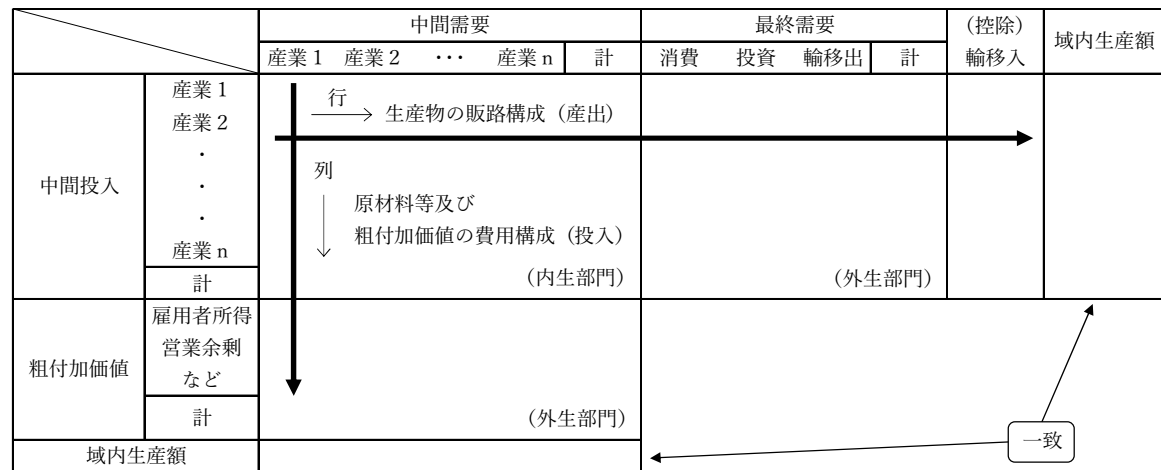 中間需要 最終需要 (控除) 輸移入 域内生産額
産業1 産業2 ··· 産業n 計 消費 投資 輸移出 計
中間投入
産業1
産業2
・
・
・
産業n
計
行
生産物の販路構成(産出)
列
原材料等及び
粗付加価値の費用構成(投入)
(内生部門) (外生部門)
粗付加価値
雇用者所得
営業余剰
など
計
(外生部門)
一致
域内生産額